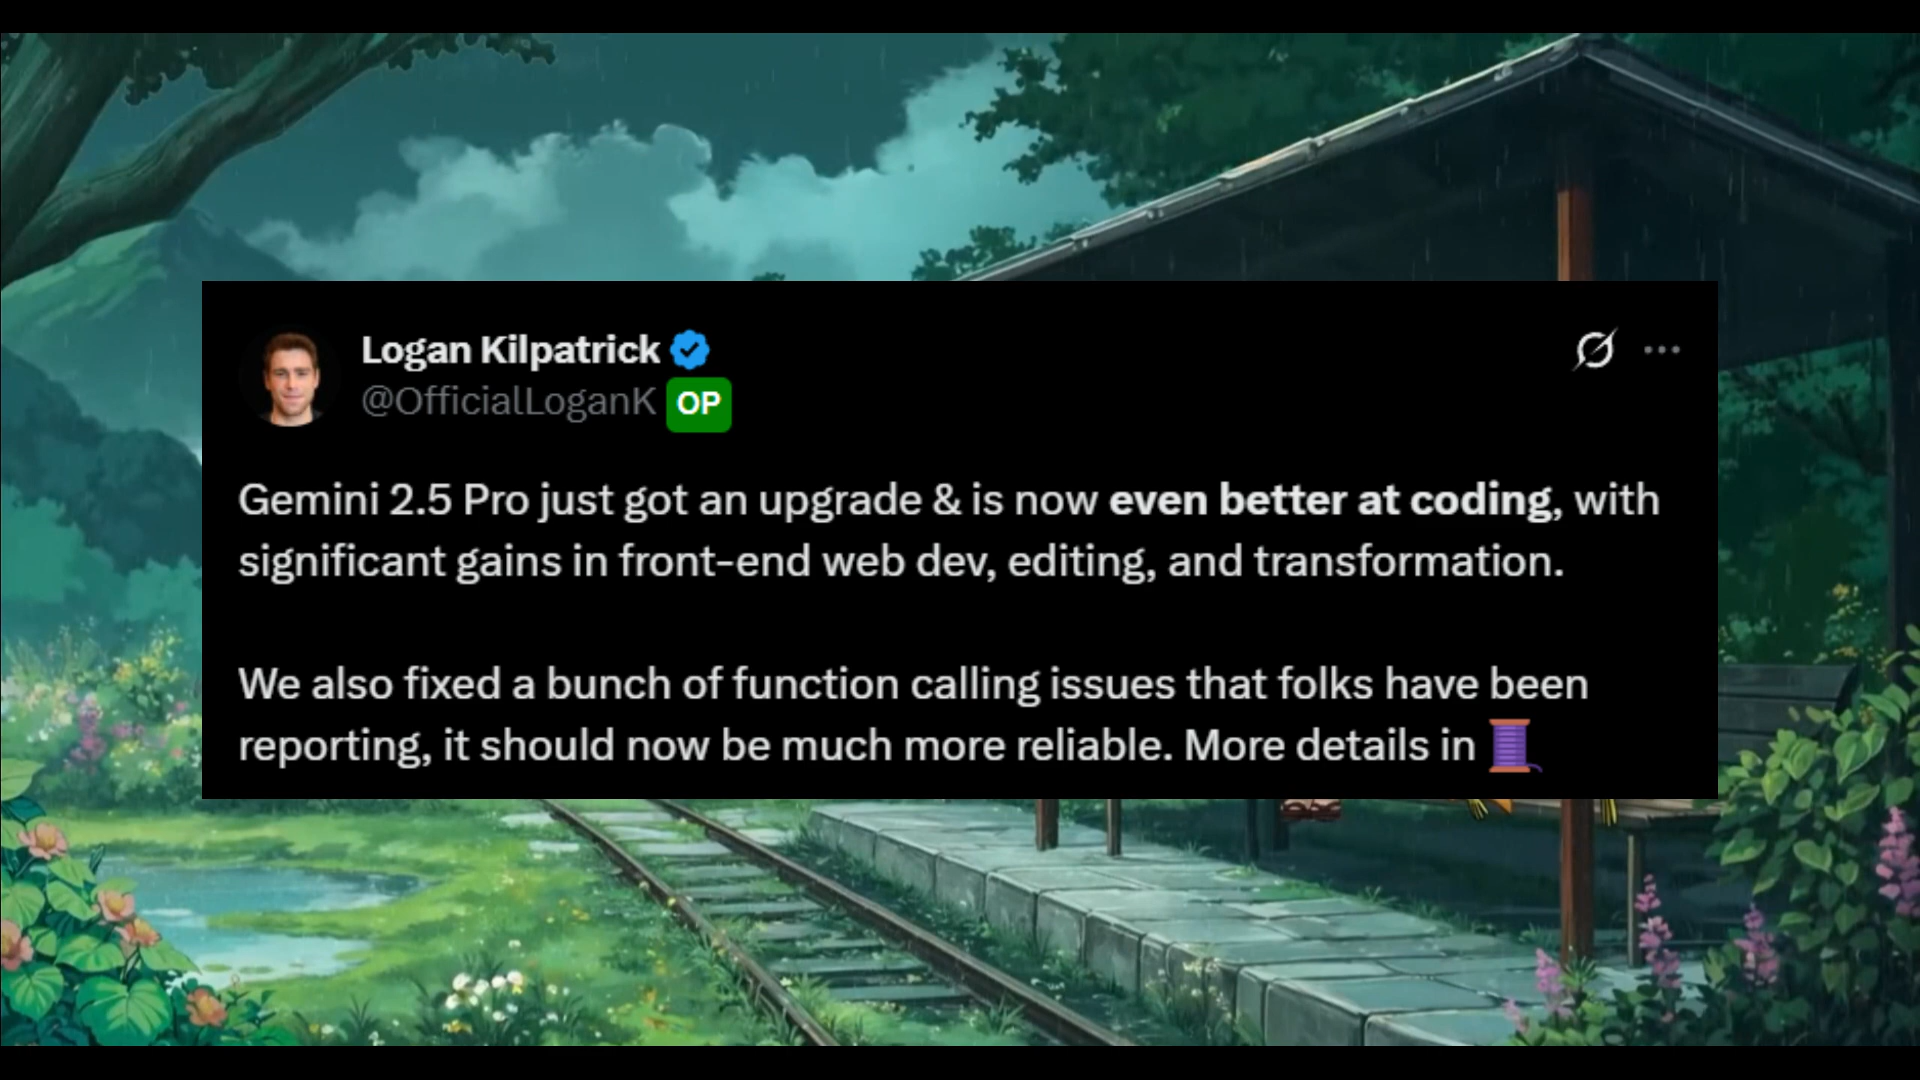 Logan Kilpatrick
@OfficialLoganK OP
Gemini 2.5 Pro just got an upgrade & is now even better at coding, with
significant gains in front-end web dev, editing, and transformation.
We also fixed a bunch of function calling issues that folks have been
reporting, it should now be much more reliable. More details in 🧵